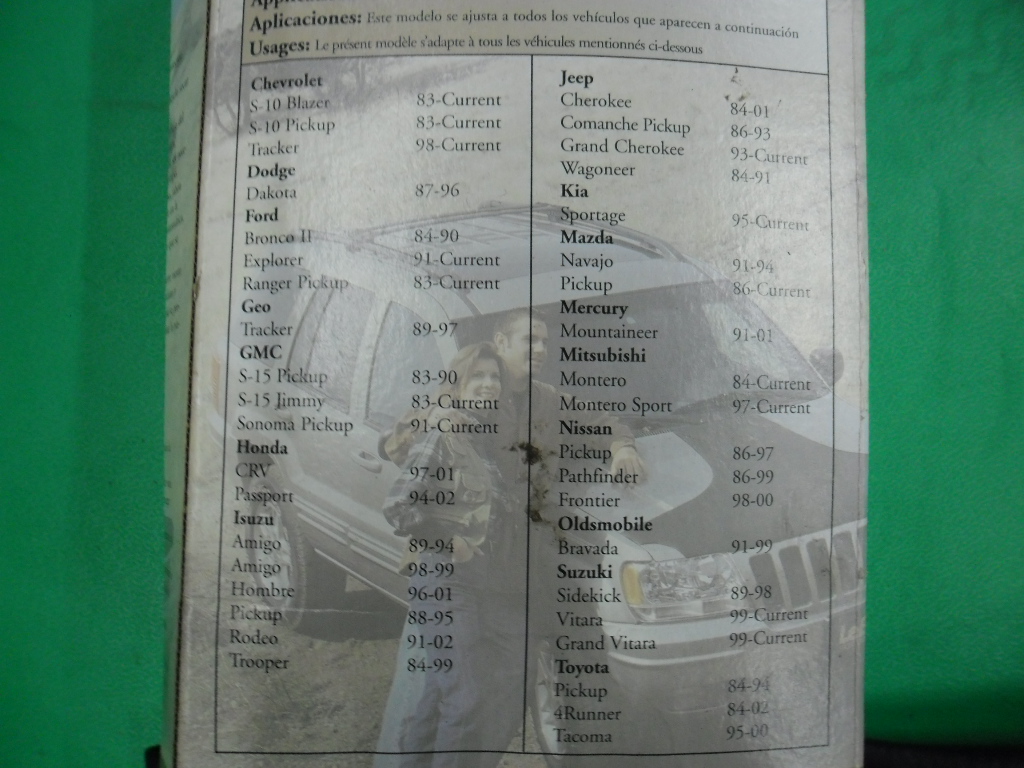 Aplicaciones: Este modelo se ajusta a todos los vehículos que aparecen a continuación
Usages: Le présent modèle s'adapte à tous les véhicules mentionnés ci-dessous
Chevrolet
S-10 Blazer 83-Current
S-10 Pickup 83-Current
Tracker 98-Current
Dodge
Dakota 87-96
Ford
Bronco II 84-90
Explorer 91-Current
Ranger Pickup 83-Current
Geo
Tracker 89-97
GMC
S-15 Pickup 83-90
S-15 Jimmy 83-Current
Sonoma Pickup 91-Current
Honda
CRV 97-01
Passport 94-02
Isuzu
Amigo 89-94
Amigo 98-99
Hombre 96-01
Pickup 88-95
Rodeo 91-02
Trooper 84-99
Jeep
Cherokee 84-01
Comanche Pickup 86-93
Grand Cherokee 93-Current
Wagoneer 84-91
Kia
Sportage 95-Current
Mazda
Navajo 91-94
Pickup 86-Current
Mercury
Mountaineer 91-01
Mitsubishi
Montero 84-Current
Montero Sport 97-Current
Nissan
Pickup 86-97
Pathfinder 86-99
Frontier 98-00
Oldsmobile
Bravada 91-99
Suzuki
Sidekick 89-98
Vitara 99-Current
Grand Vitara 99-Current
Toyota
Pickup 84-94
4Runner 84-02
Tacoma 95-00